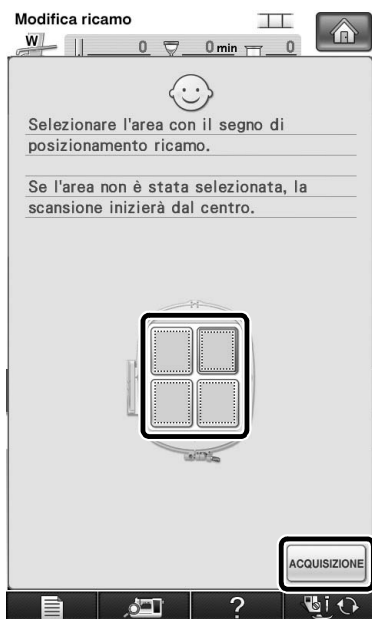 Modifica ricamo
W
0 0 min 0
Selezionare l'area con il segno di
posizionamento ricamo.
Se l'area non è stata selezionata, la
scansione inizierà dal centro.
ACQUISIZIONE
?